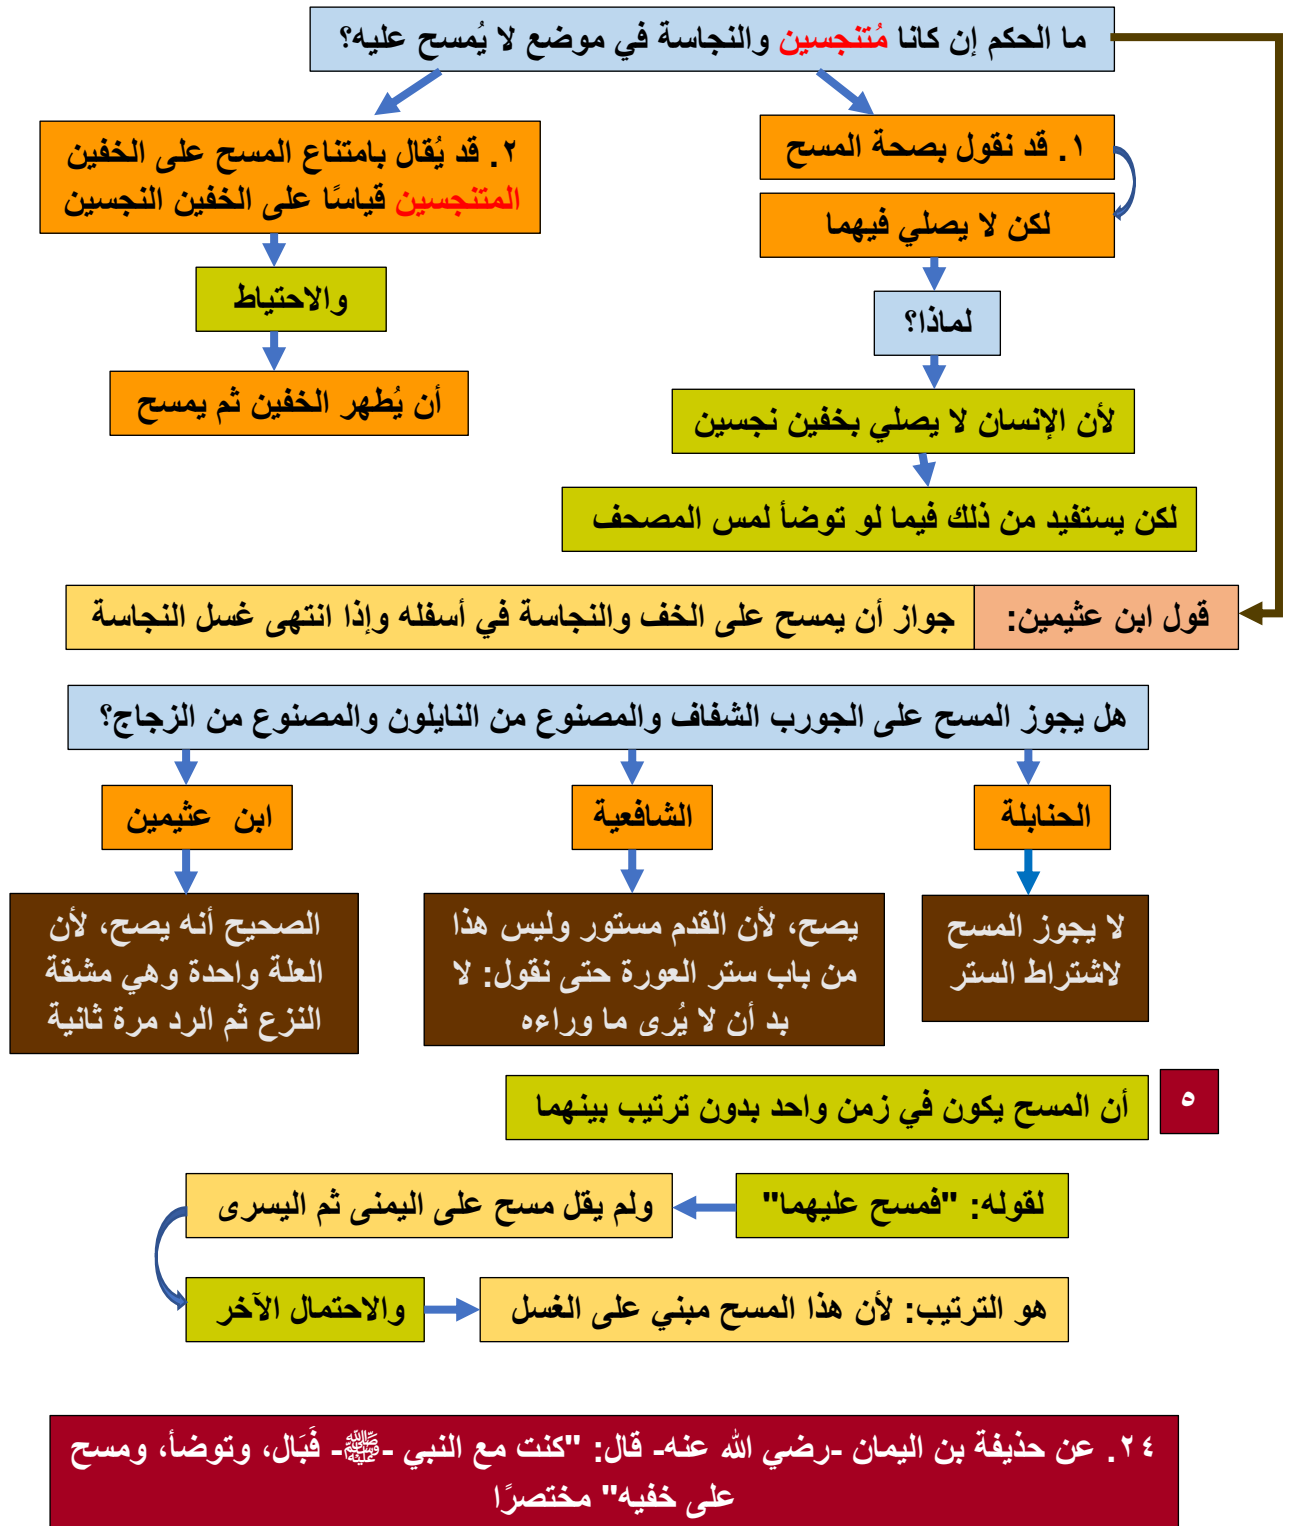 ما الحكم إن كانا مُتنجسين والنجاسة في موضع لا يُمسح عليه؟
١. قد نقول بصحة المسح
لكن لا يصلي فيهما
لماذا؟
لأن الإنسان لا يصلي بخفين نجسين
لكن يستفيد من ذلك فيما لو توضأ لمس المصحف
٢. قد يُقال بامتناع المسح على الخفين
المتنجسين قياسًا على الخفين النجسين
والاحتياط
أن يُطهر الخفين ثم يمسح
قول ابن عثيمين:
جواز أن يمسح على الخف والنجاسة في أسفله وإذا انتهى غسل النجاسة
هل يجوز المسح على الجورب الشفاف والمصنوع من النايلون والمصنوع من الزجاج؟
الحنابلة
لا يجوز المسح
لاشتراط الستر
الشافعية
يصح، لأن القدم مستور وليس هذا
من باب ستر العورة حتى نقول: لا
بد أن لا يُرى ما وراءه
ابن عثيمين
الصحيح أنه يصح، لأن
العلة واحدة وهي مشقة
النزع ثم الرد مرة ثانية
٥
أن المسح يكون في زمن واحد بدون ترتيب بينهما
لقوله: "فمسح عليهما"
ولم يقل مسح على اليمنى ثم اليسرى
والاحتمال الآخر
هو الترتيب: لأن هذا المسح مبني على الغسل
٢٤. عن حذيفة بن اليمان -رضي الله عنه- قال: "كنت مع النبي -ﷺ- فَبَال، وتوضأ، ومسح
على خفيه" مختصرًا